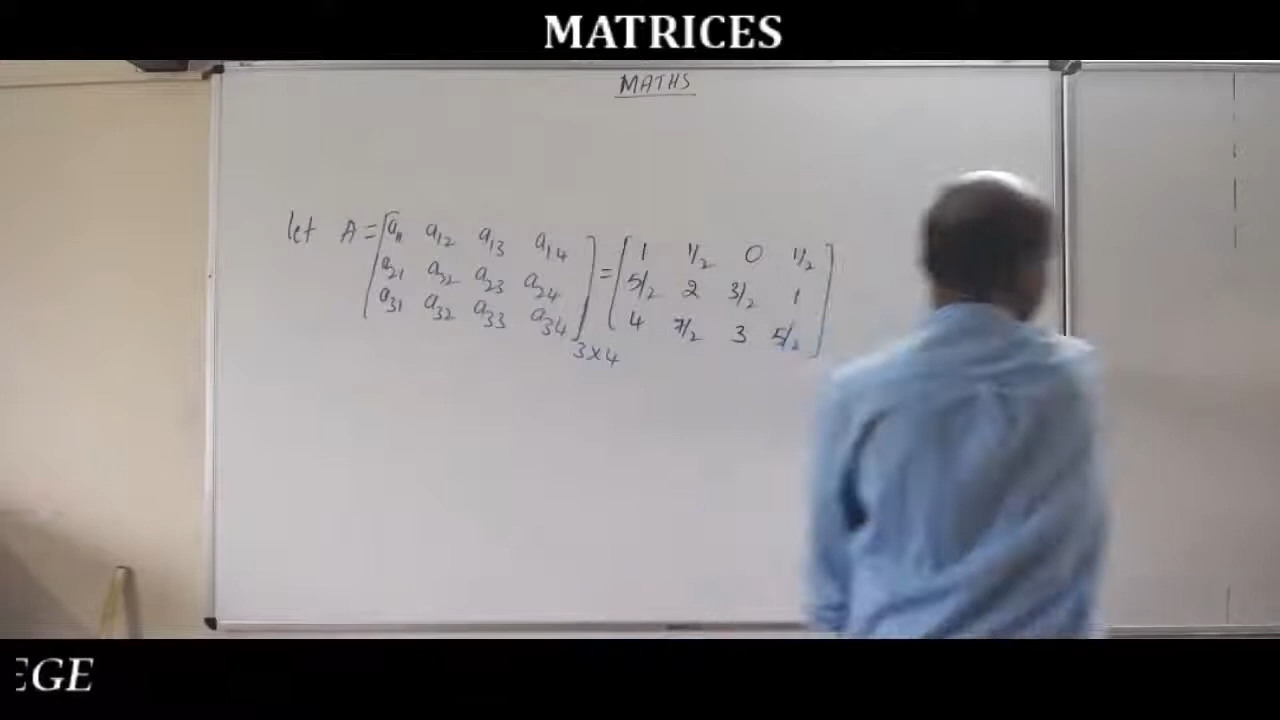 MATRICES
MATHS
let A = [a11 a12 a13 a14] = [1 1/2 0 1/2]
[a21 a22 a23 a24] [5/2 2 3/2 1]
[a31 a32 a33 a34] [4 7/2 3 5/2]
3x4
EGE